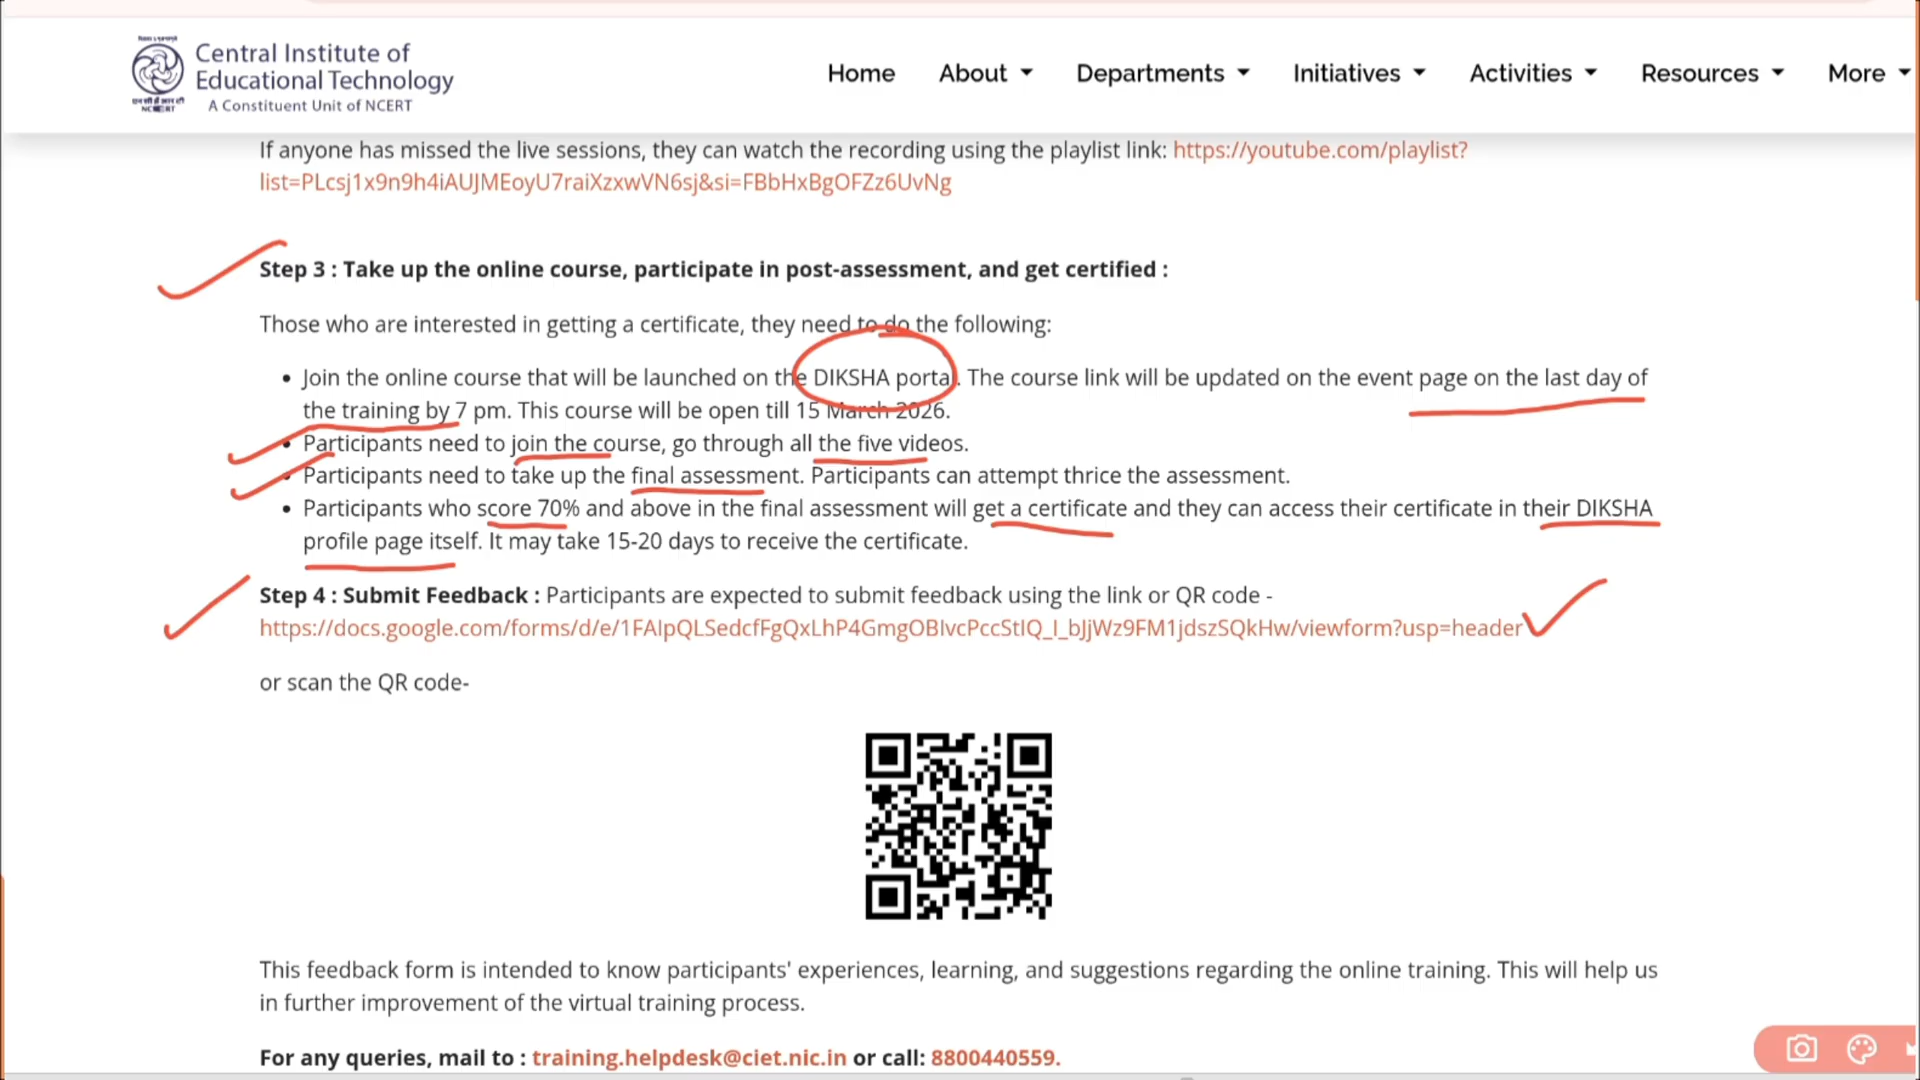 Central Institute of
Educational Technology
A Constituent Unit of NCERT
Home About Departments Initiatives Activities Resources More
If anyone has missed the live sessions, they can watch the recording using the playlist link: https://youtube.com/playlist?
list=PLcsj1x9n9h4iAUJMEoyU7raiXzxwVN6sj&si=FBbHxBgOFZz6UvNg
Step 3 : Take up the online course, participate in post-assessment, and get certified :
Those who are interested in getting a certificate, they need to do the following:
• Join the online course that will be launched on the DIKSHA portal. The course link will be updated on the event page on the last day of
the training by 7 pm. This course will be open till 15 March 2026.
• Participants need to join the course, go through all the five videos.
• Participants need to take up the final assessment. Participants can attempt thrice the assessment.
• Participants who score 70% and above in the final assessment will get a certificate and they can access their certificate in their DIKSHA
profile page itself. It may take 15-20 days to receive the certificate.
Step 4 : Submit Feedback : Participants are expected to submit feedback using the link or QR code -
https://docs.google.com/forms/d/e/1FAIpQLSedcfFgQxLhP4GmgOBIvcPccStIQ_I_bJjWz9FM1jdszSQkHw/viewform?usp=header
or scan the QR code-
This feedback form is intended to know participants' experiences, learning, and suggestions regarding the online training. This will help us
in further improvement of the virtual training process.
For any queries, mail to : training.helpdesk@ciet.nic.in or call: 8800440559.